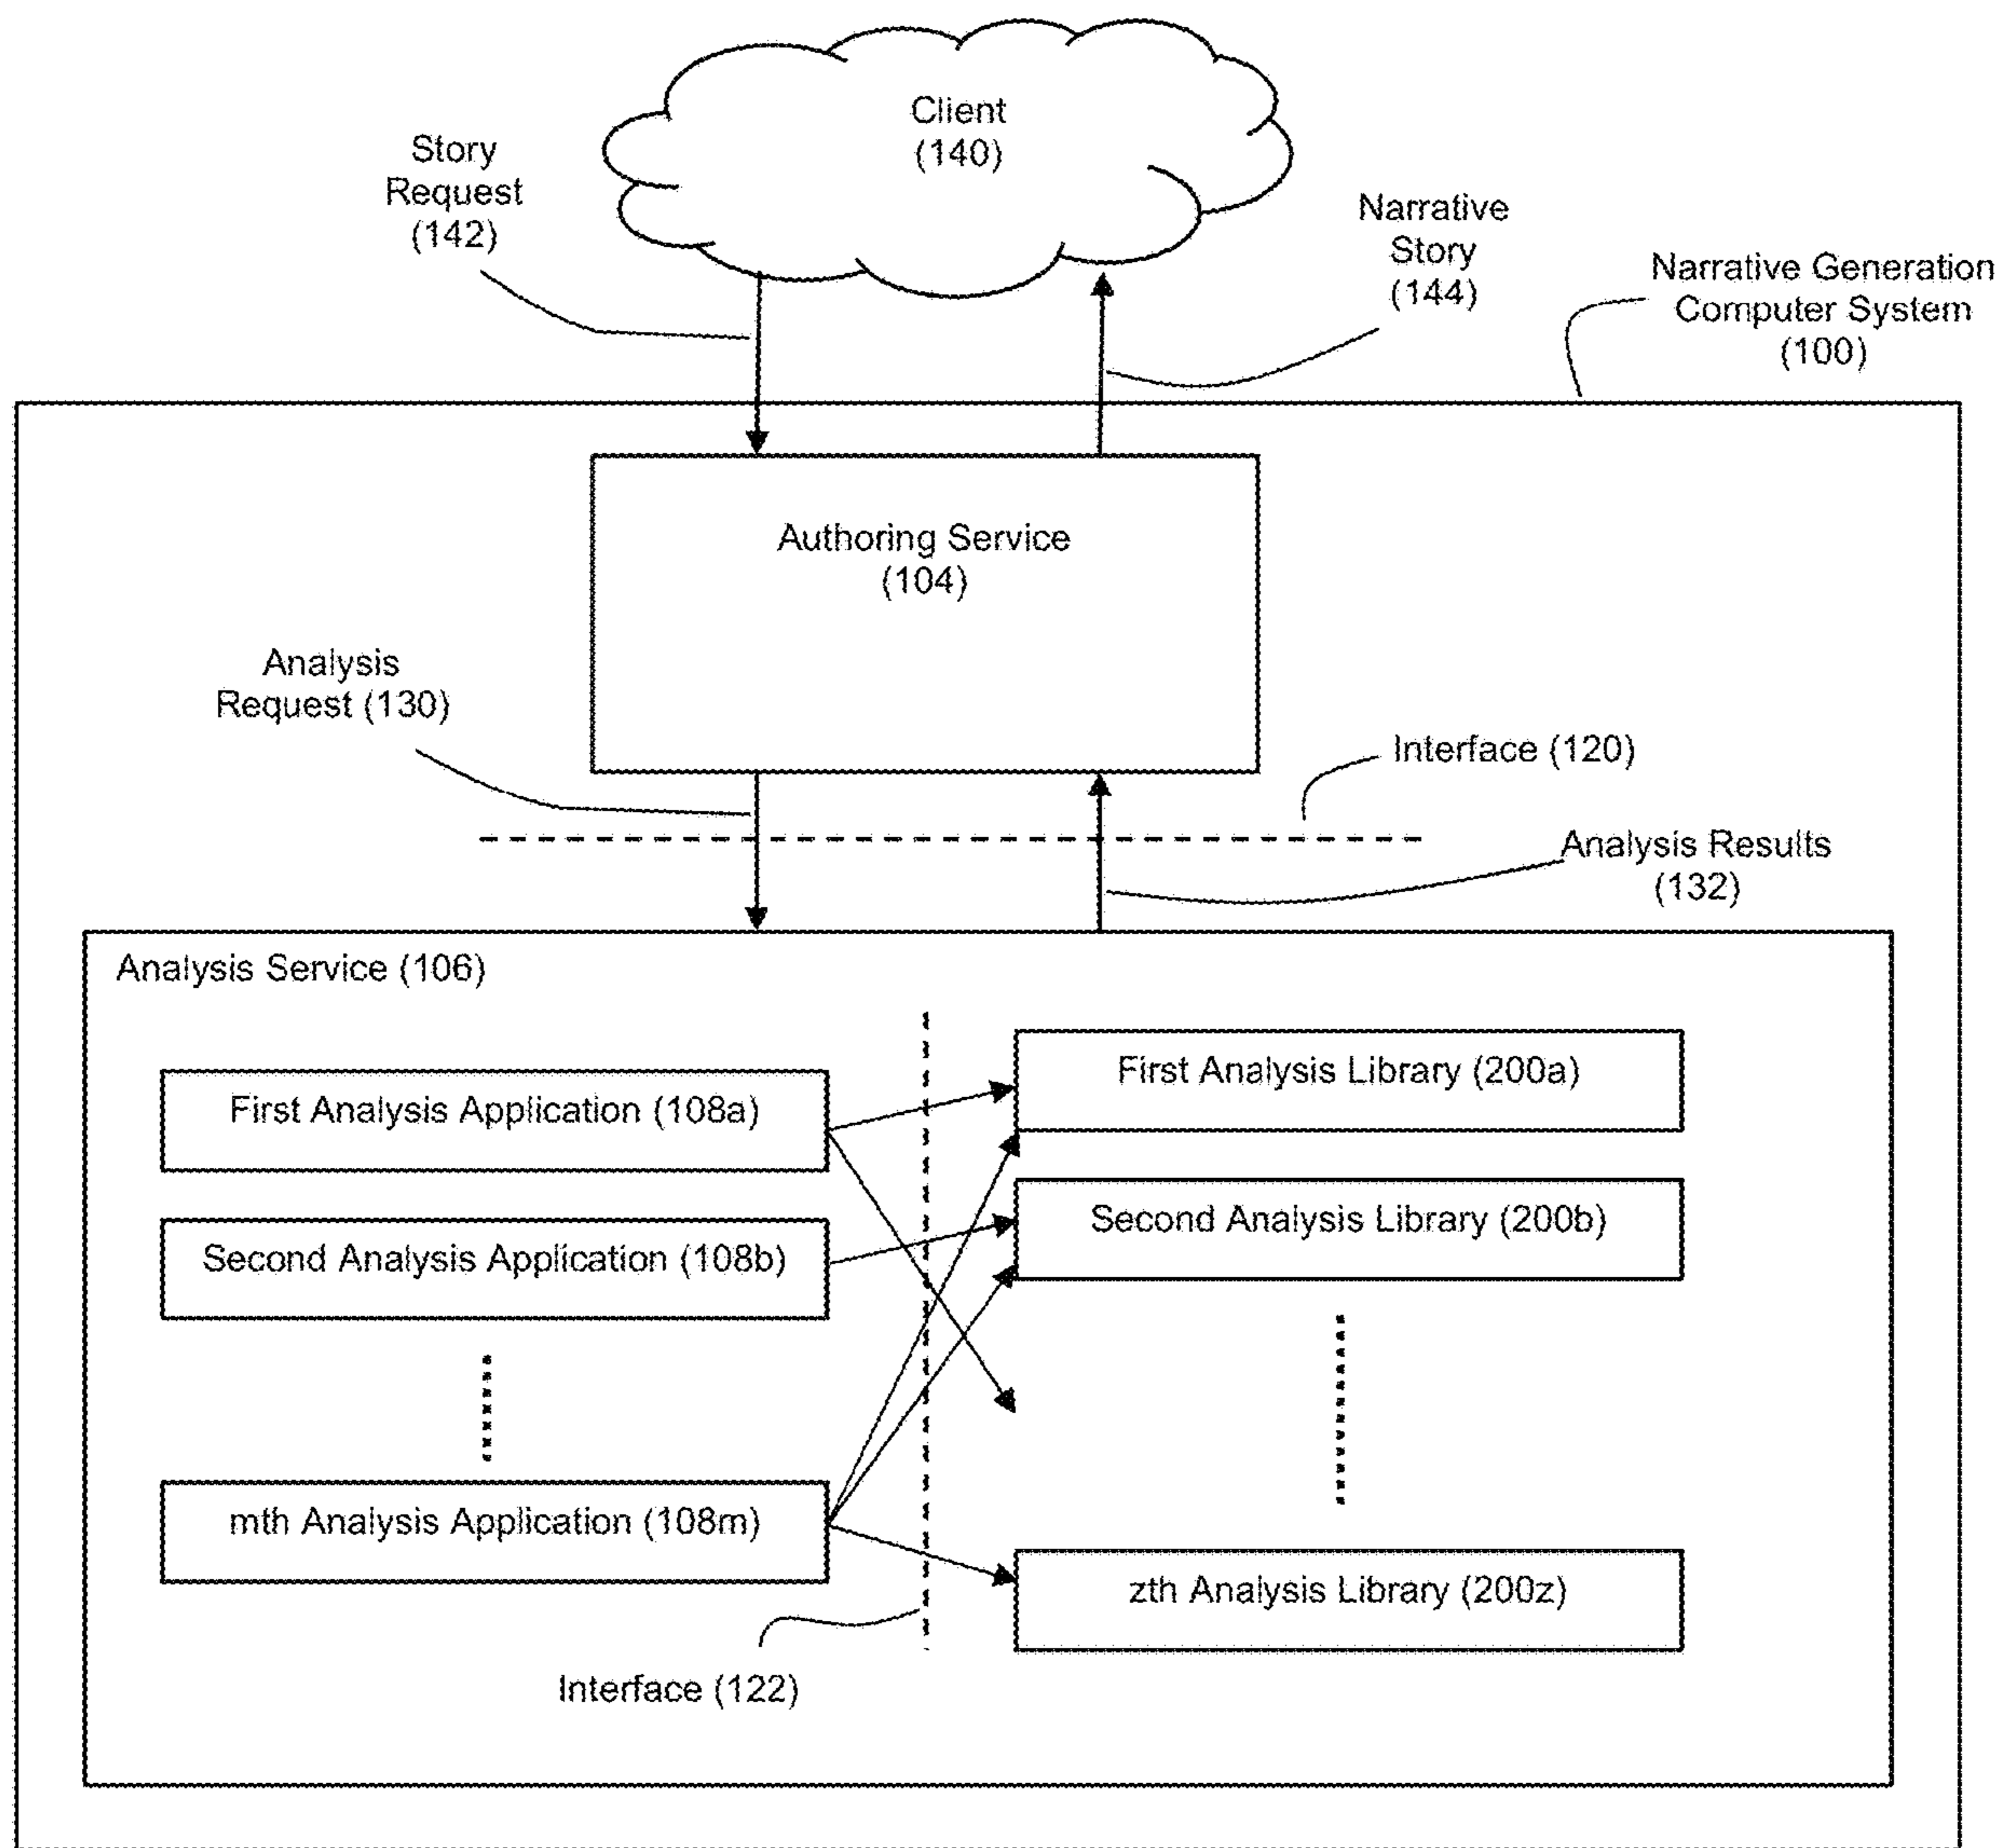 Client
(140)
Story
Request
(142)
Narrative
Story
(144)
Narrative Generation
Computer System
(100)
Authoring Service
(104)
Analysis
Request (130)
Interface (120)
Analysis Results
(132)
Analysis Service (106)
First Analysis Application (108a)
First Analysis Library (200a)
Second Analysis Application (108b)
Second Analysis Library (200b)
mth Analysis Application (108m)
zth Analysis Library (200z)
Interface (122)